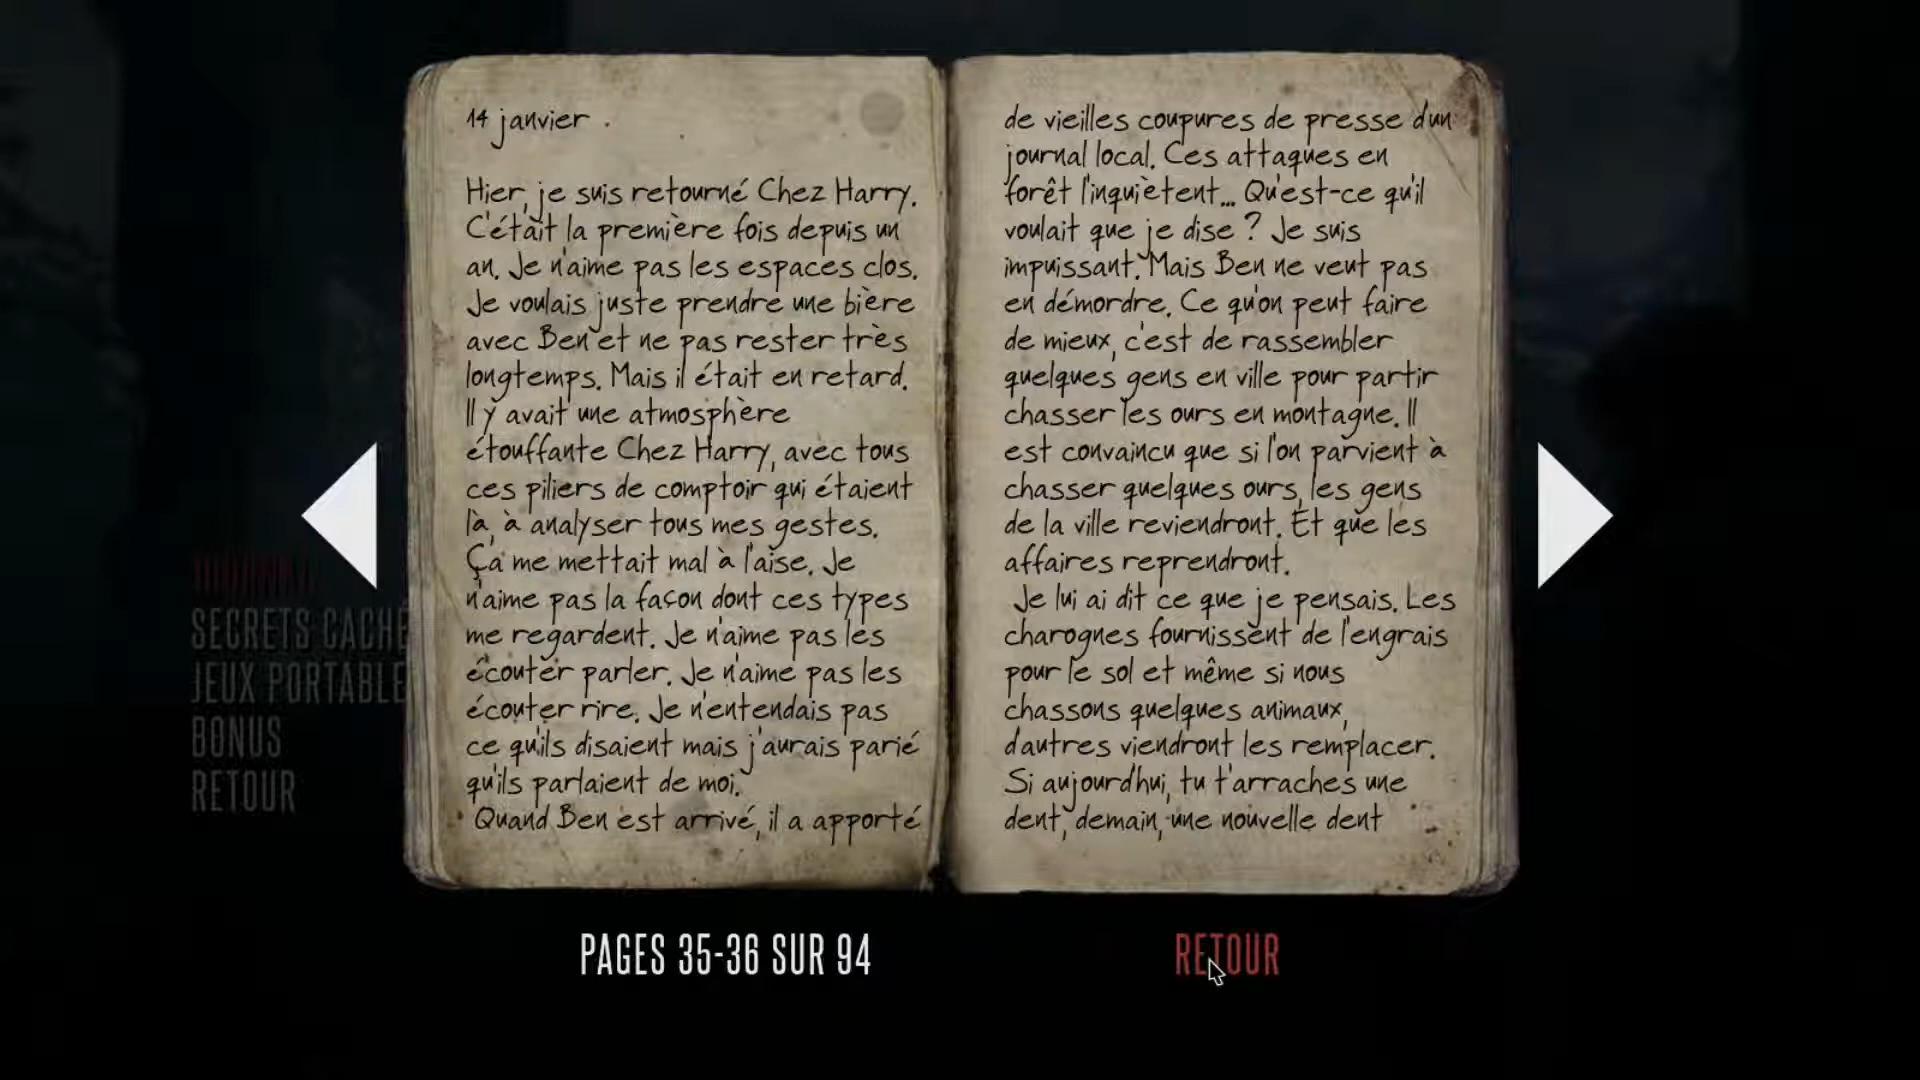 14 janvier
Hier, je suis retourné Chez Harry.
C'était la première fois depuis un
an. Je n'aime pas les espaces clos.
Je voulais juste prendre une bière
avec Ben et ne pas rester très
longtemps. Mais il était en retard.
Il y avait une atmosphère
étouffante Chez Harry, avec tous
ces piliers de comptoir qui étaient
là, à analyser tous mes gestes.
Ça me mettait mal à l'aise. Je
n'aime pas la façon dont ces types
me regardent. Je n'aime pas les
écouter parler. Je n'aime pas les
écouter rire. Je n'entendais pas
ce qu'ils disaient mais j'aurais parié
qu'ils parlaient de moi.
Quand Ben est arrivé, il a apporté
de vieilles coupures de presse d'un
journal local. Ces attaques en
forêt l'inquiètent... Qu'est-ce qu'il
voulait que je dise ? Je suis
impuissant. Mais Ben ne veut pas
en démordre. Ce qu'on peut faire
de mieux, c'est de rassembler
quelques gens en ville pour partir
chasser les ours en montagne. Il
est convaincu que si l'on parvient à
chasser quelques ours, les gens
de la ville reviendront. Et que les
affaires reprendront.
Je lui ai dit ce que je pensais. Les
charognes fournissent de l'engrais
pour le sol et même si nous
chassons quelques animaux,
d'autres viendront les remplacer.
Si aujourd'hui, tu t'arraches une
dent, demain, une nouvelle dent
SECRETS CACHÉ
JEUX PORTABLE
BONUS
RETOUR
PAGES 35-36 SUR 94
RETOUR